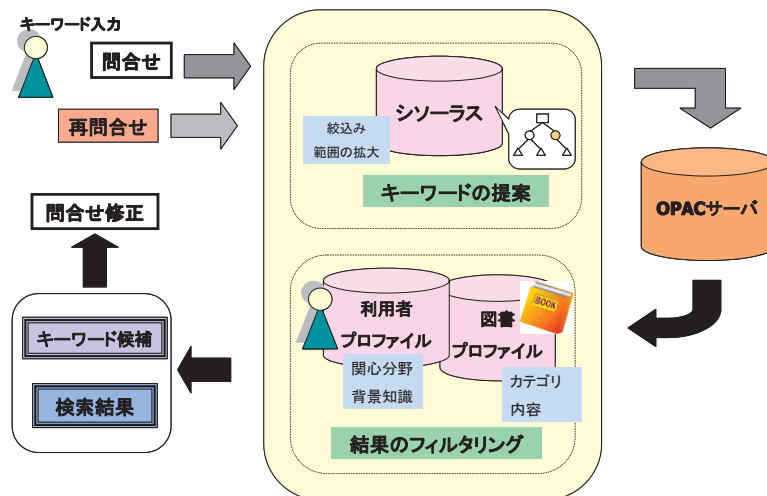 キーワード入力
問合せ
再問合せ
シソーラス
絞込み
範囲の拡大
キーワードの提案
OPACサーバ
問合せ修正
キーワード候補
検索結果
利用者
プロファイル
関心分野
背景知識
BOOK
図書
プロファイル
カテゴリ
内容
結果のフィルタリング